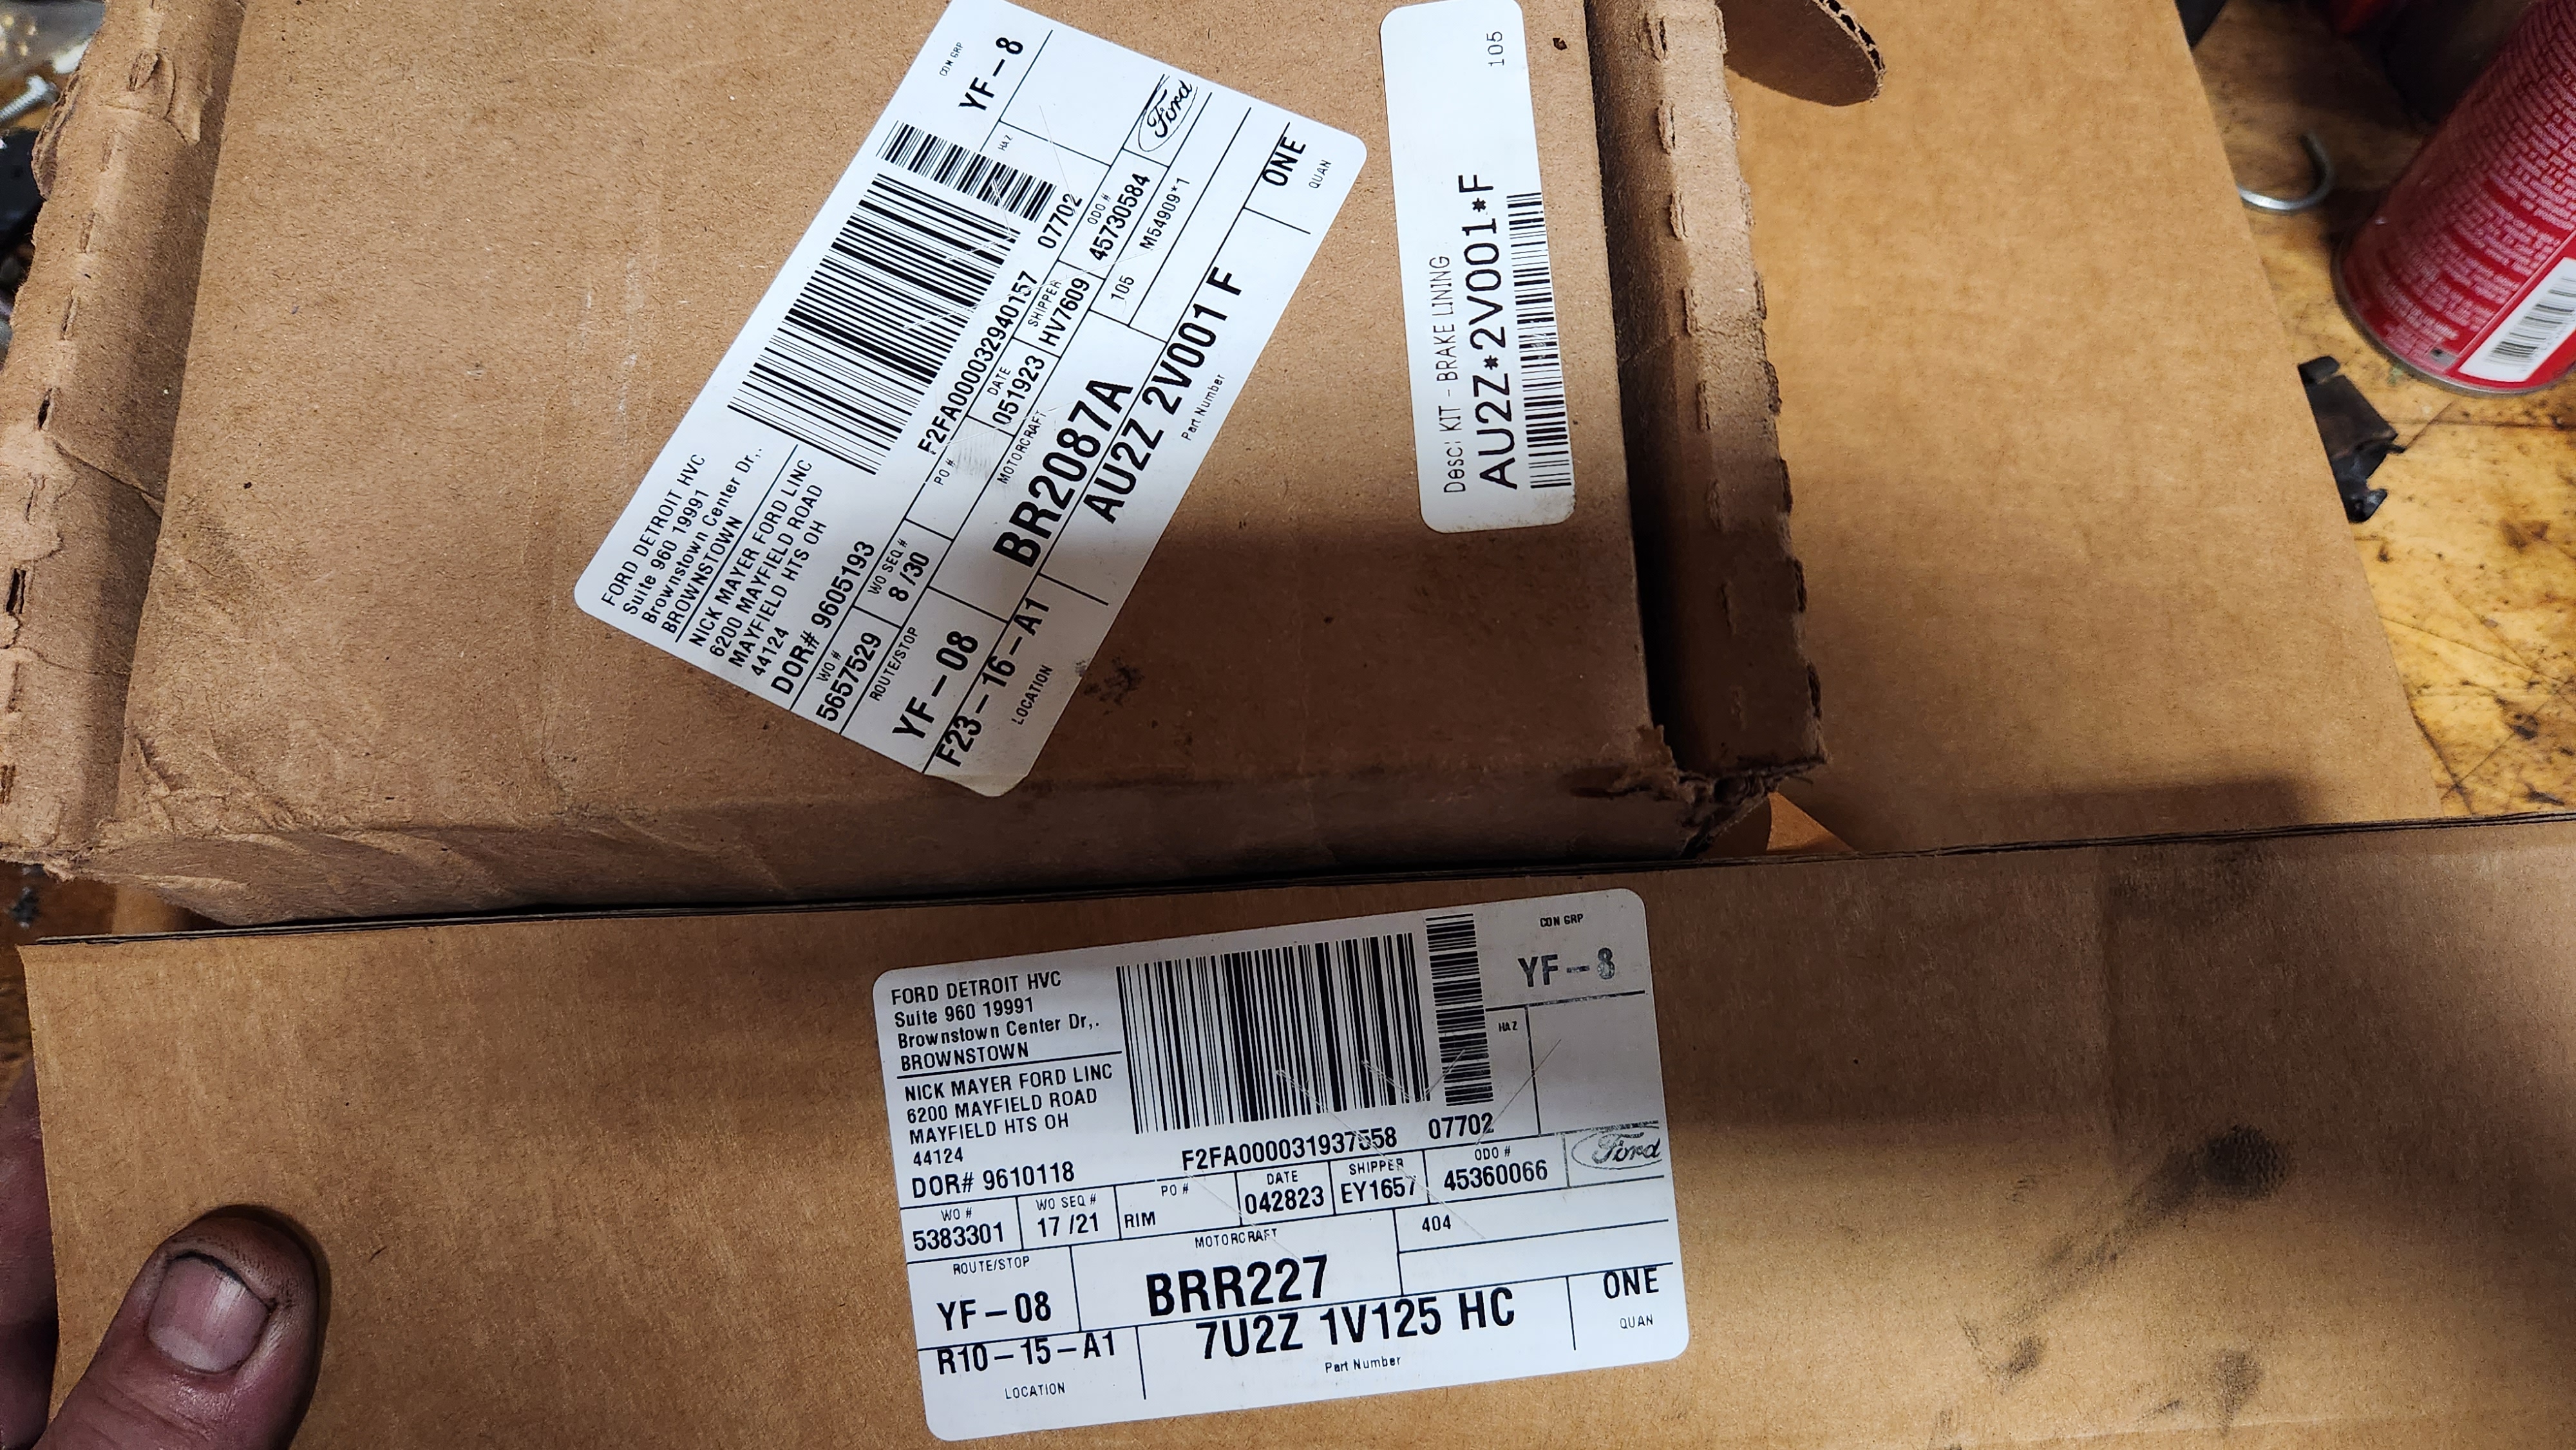 FORD DETROIT HVC
Suite 960 19991
Brownstown Center Dr,.
BROWNSTOWN
NICK MAYER FORD LINC
6200 MAYFIELD ROAD
MAYFIELD HTS OH
44124
DOR# 9605193
F2FA000032940157 07702
CON GRP
YF-8
HAZ
WO #
5657529
WO SEQ #
8 /30
PO #
DATE
051923
SHIPPER
HV7609
ODO #
45730584
Ford
ROUTE/STOP
YF-08
MOTORCRAFT
BR2087A
105
M54909*1
F23-16-A1
LOCATION
AU2Z 2V001 F
Part Number
ONE
QUAN
Desc: KIT - BRAKE LINING
105
AU2Z*2V001*F
FORD DETROIT HVC
Suite 960 19991
Brownstown Center Dr,.
BROWNSTOWN
NICK MAYER FORD LINC
6200 MAYFIELD ROAD
MAYFIELD HTS OH
44124
DOR# 9610118
F2FA000031937558 07702
CON GRP
YF-8
HAZ
WO #
5383301
WO SEQ #
17 /21
PO #
RIM
DATE
042823
SHIPPER
EY1657
ODO #
45360066
Ford
ROUTE/STOP
YF-08
MOTORCRAFT
BRR227
404
R10-15-A1
LOCATION
7U2Z 1V125 HC
Part Number
ONE
QUAN